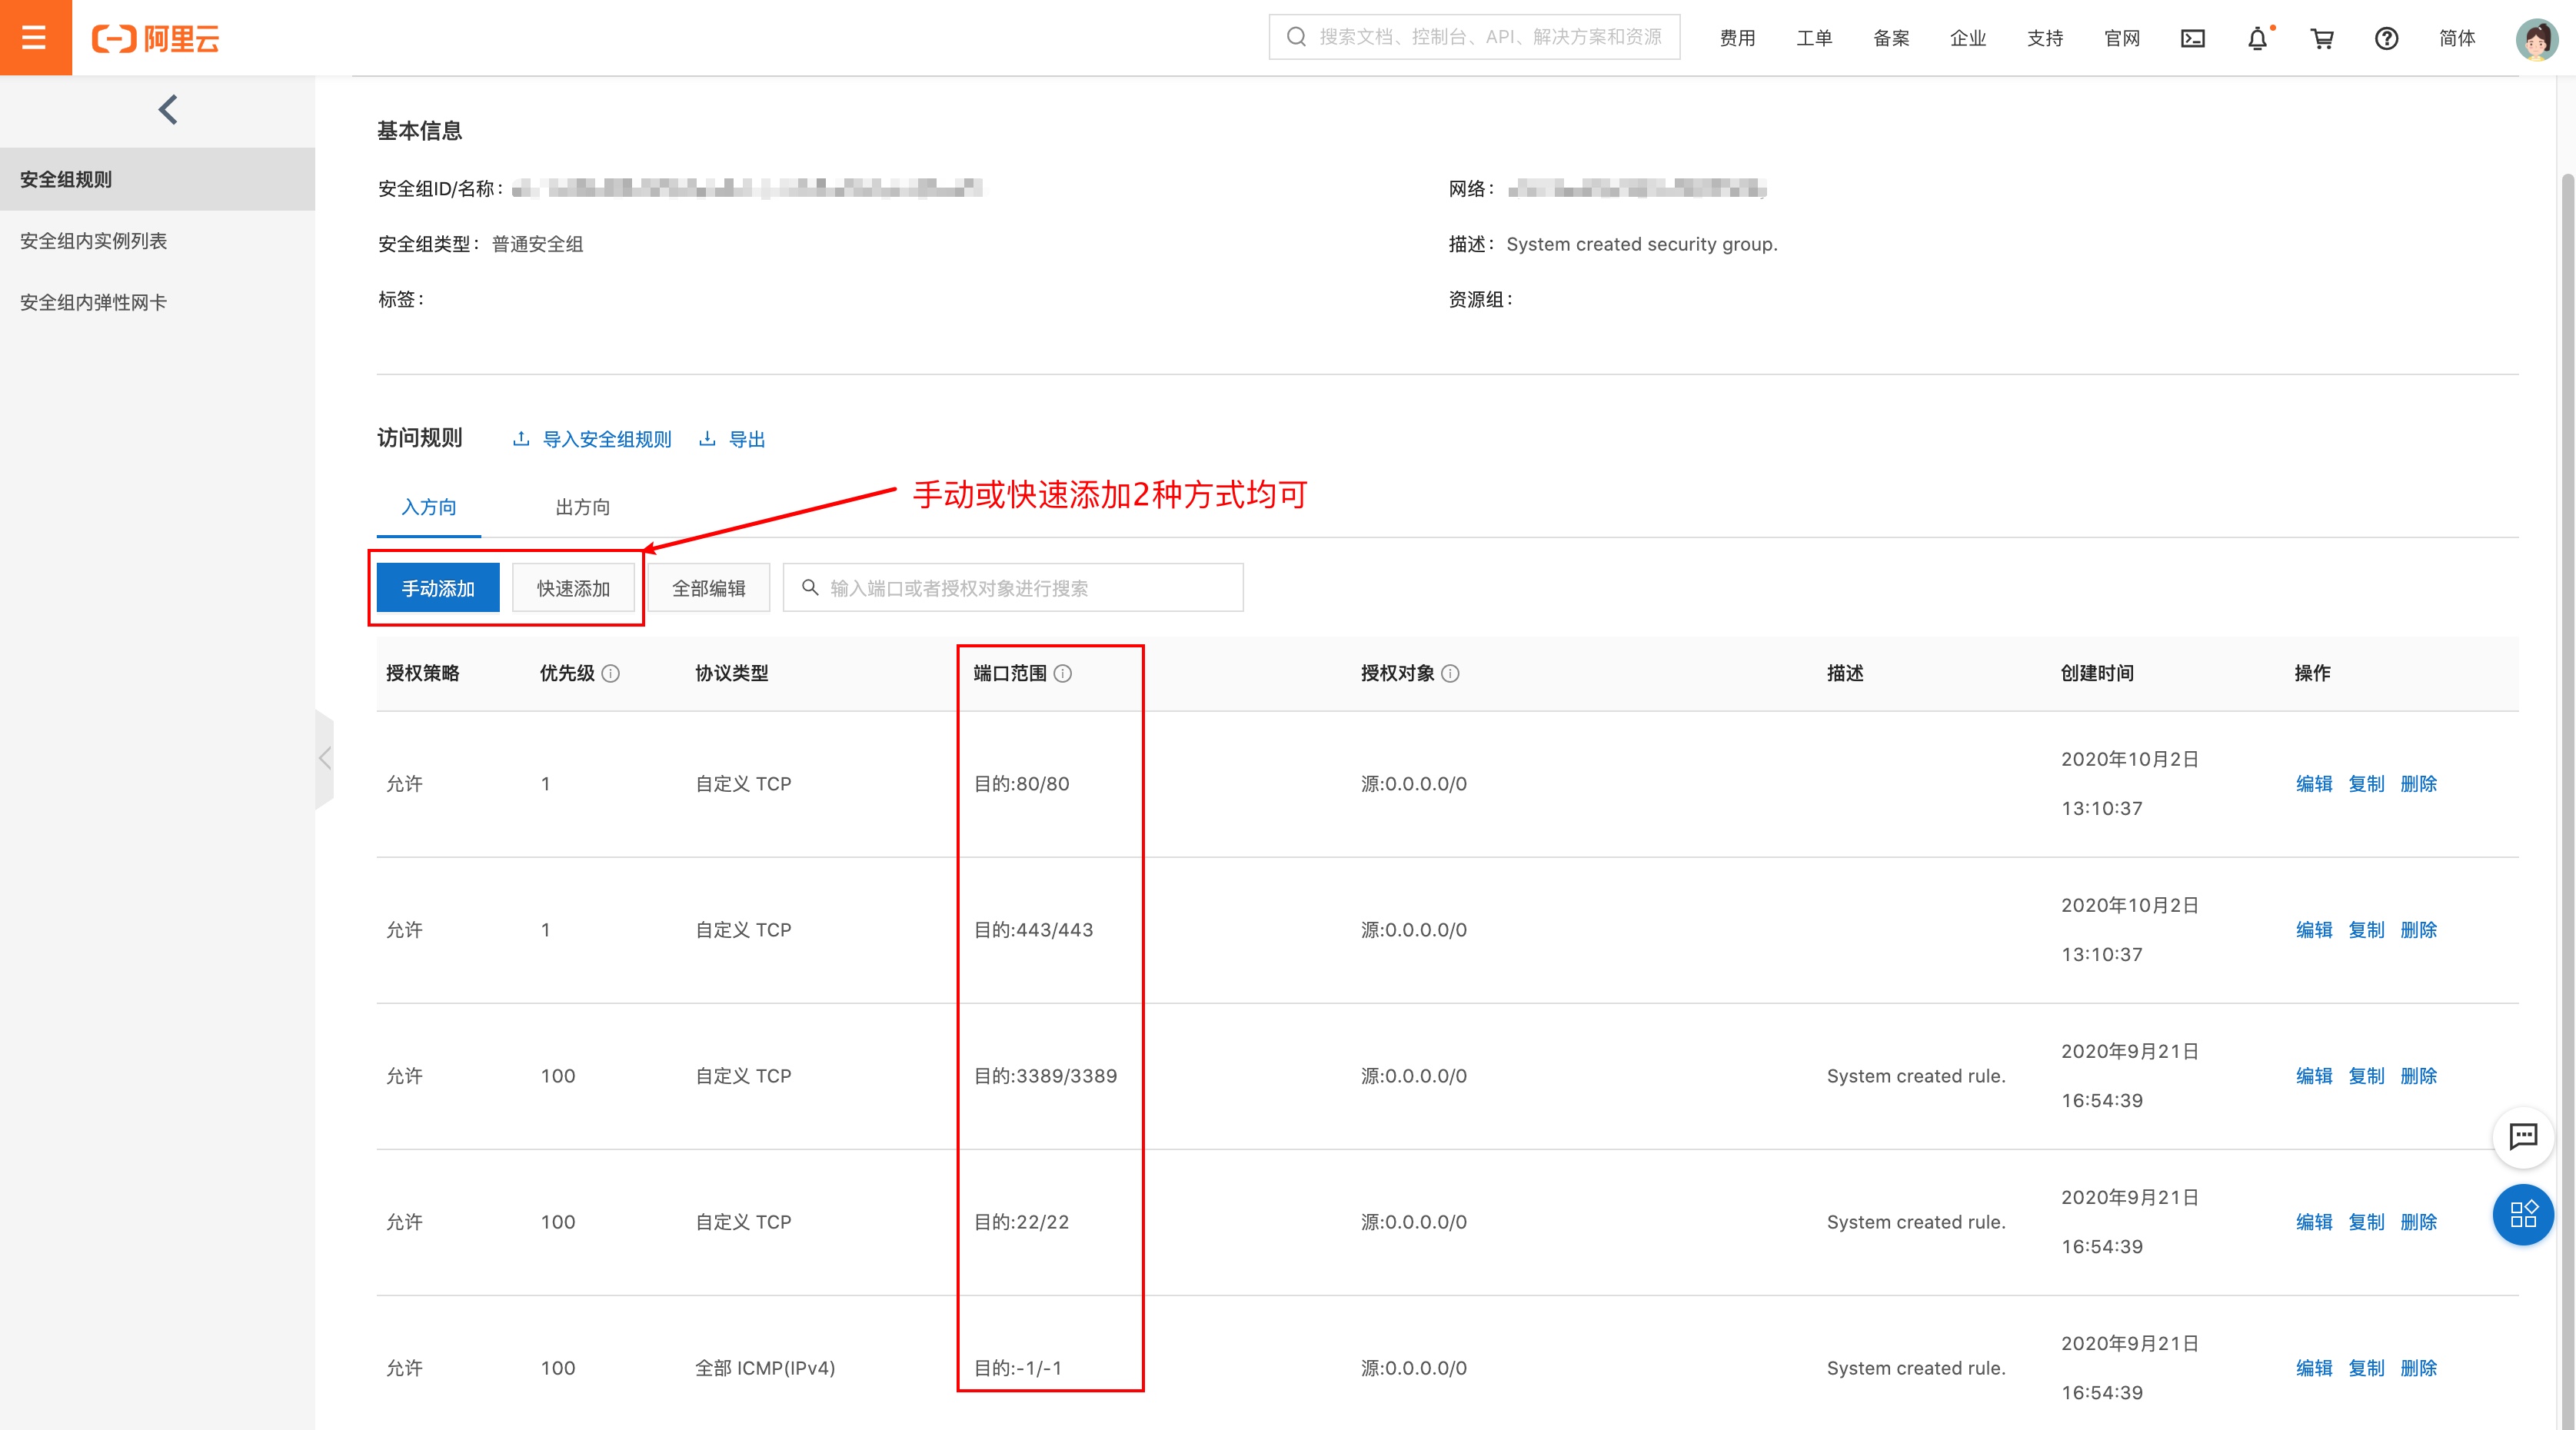 阿里云
搜索文档、控制台、API、解决方案和资源
费用 工单 备案 企业 支持 官网 简体
安全组规则
安全组内实例列表
安全组内弹性网卡
基本信息
安全组ID/名称：
网络：
安全组类型： 普通安全组
描述： System created security group.
标签：
资源组：
访问规则 导入安全组规则 导出
手动或快速添加2种方式均可
入方向 出方向
手动添加 快速添加 全部编辑 输入端口或者授权对象进行搜索
授权策略 优先级 协议类型 端口范围 授权对象 描述 创建时间 操作
允许 1 自定义 TCP 目的:80/80 源:0.0.0.0/0 2020年10月2日 13:10:37 编辑 复制 删除
允许 1 自定义 TCP 目的:443/443 源:0.0.0.0/0 2020年10月2日 13:10:37 编辑 复制 删除
允许 100 自定义 TCP 目的:3389/3389 源:0.0.0.0/0 System created rule. 2020年9月21日 16:54:39 编辑 复制 删除
允许 100 自定义 TCP 目的:22/22 源:0.0.0.0/0 System created rule. 2020年9月21日 16:54:39 编辑 复制 删除
允许 100 全部 ICMP(IPv4) 目的:-1/-1 源:0.0.0.0/0 System created rule. 2020年9月21日 16:54:39 编辑 复制 删除